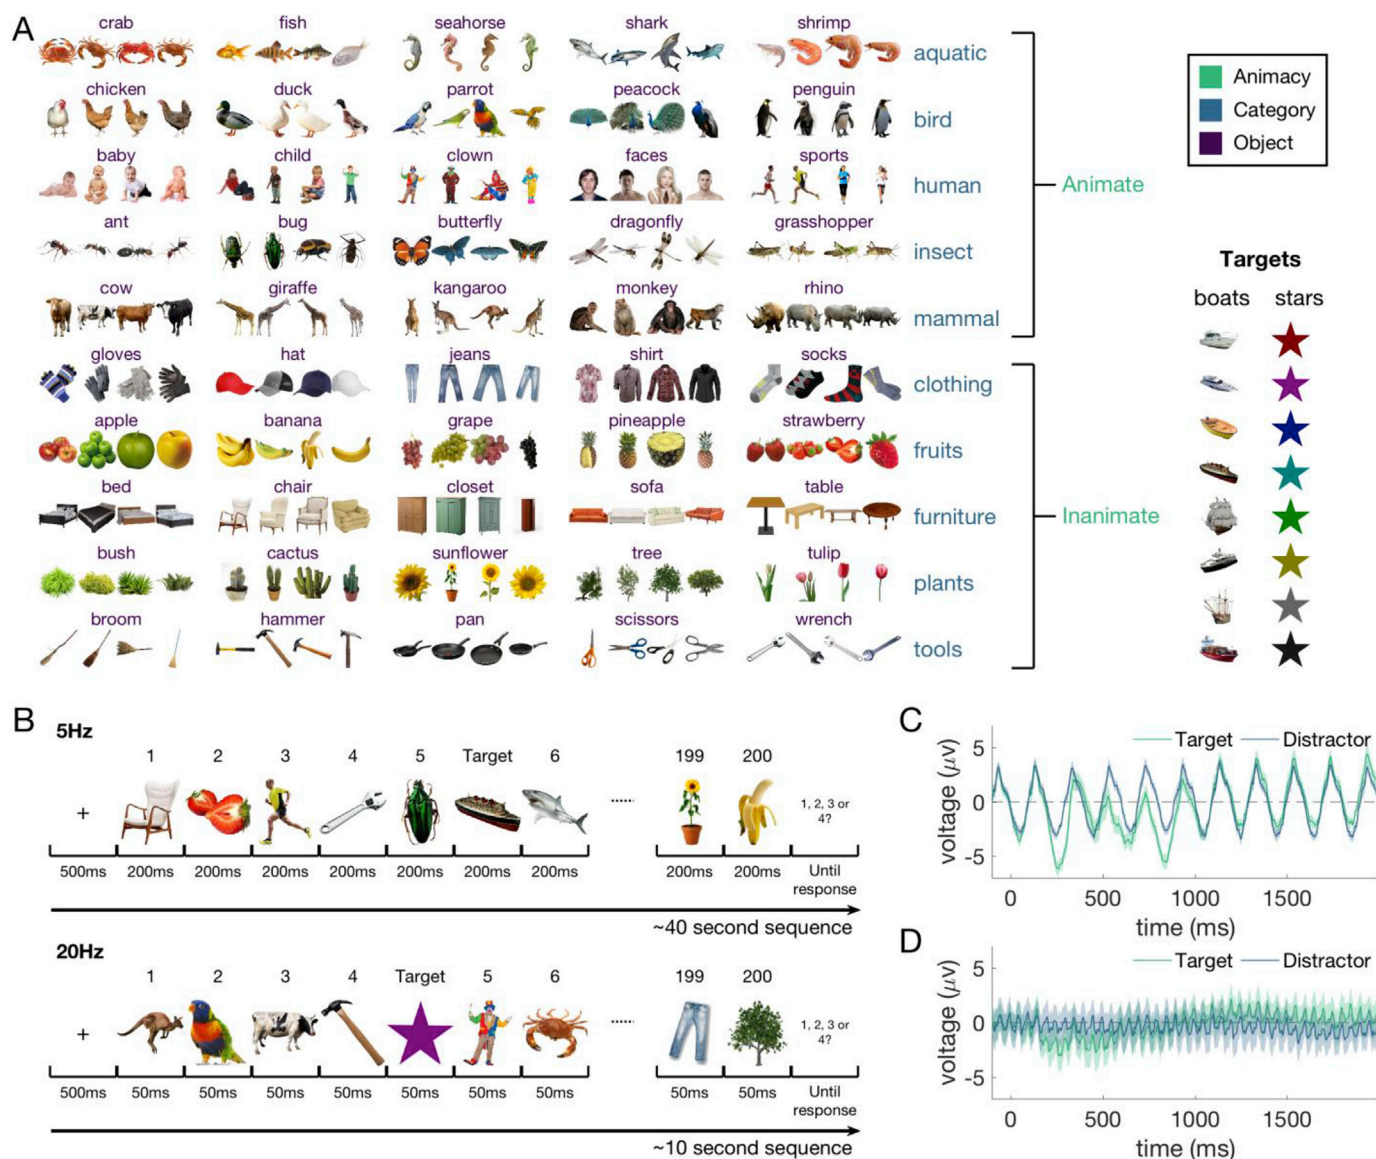 A
crab fish seahorse shark shrimp
aquatic
chicken duck parrot peacock penguin
bird
baby child clown faces sports
human
ant bug butterfly dragonfly grasshopper
insect
cow giraffe kangaroo monkey rhino
mammal
gloves hat jeans shirt socks
clothing
apple banana grape pineapple strawberry
fruits
bed chair closet sofa table
furniture
bush cactus sunflower tree tulip
plants
broom hammer pan scissors wrench
tools
Animate
Inanimate
Animacy
Category
Object
Targets
boats stars
B
5Hz
1 2 3 4 5 Target 6 199 200
+ ...... 1, 2, 3 or
4?
500ms 200ms 200ms 200ms 200ms 200ms 200ms 200ms 200ms 200ms Until
response
~40 second sequence
20Hz
1 2 3 4 Target 5 6 199 200
+ ...... 1, 2, 3 or
4?
500ms 50ms 50ms 50ms 50ms 50ms 50ms 50ms 50ms 50ms Until
response
~10 second sequence
C
Target Distractor
voltage (μv)
5
0
-5
0 500 1000 1500
time (ms)
D
Target Distractor
voltage (μv)
5
0
-5
0 500 1000 1500
time (ms)